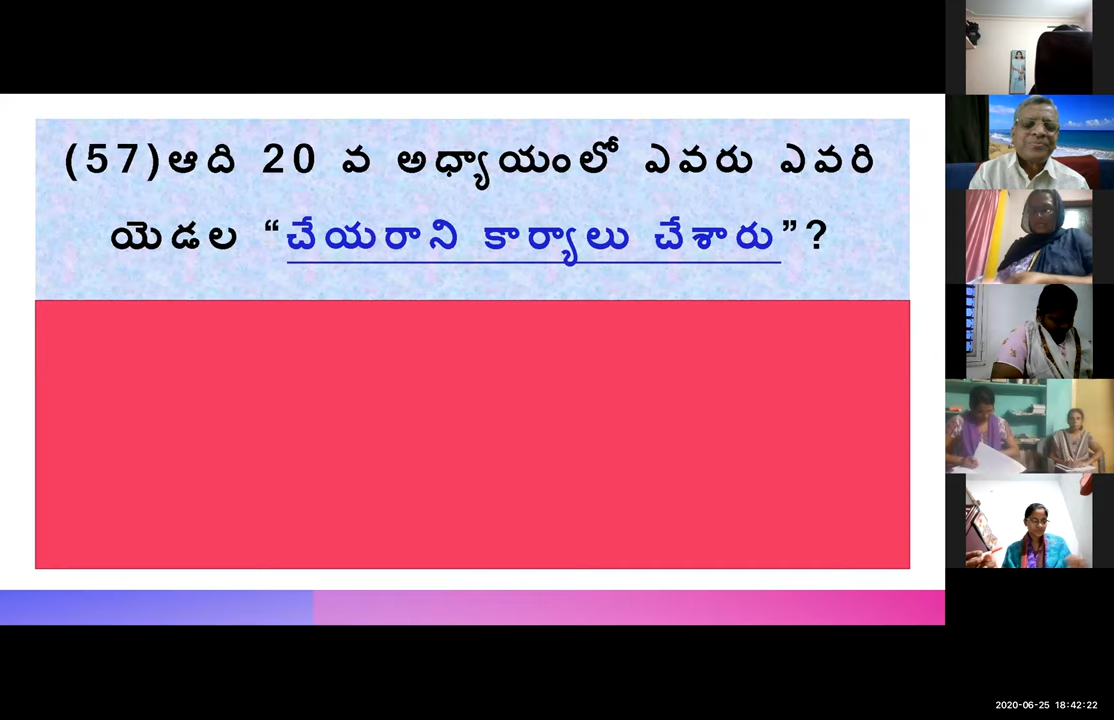 (57)ఆది 20 వ అధ్యాయంలో ఎవరు ఎవరి
యెడల “చేయరాని కార్యాలు చేశారు”?
2020-06-25 18:42:22